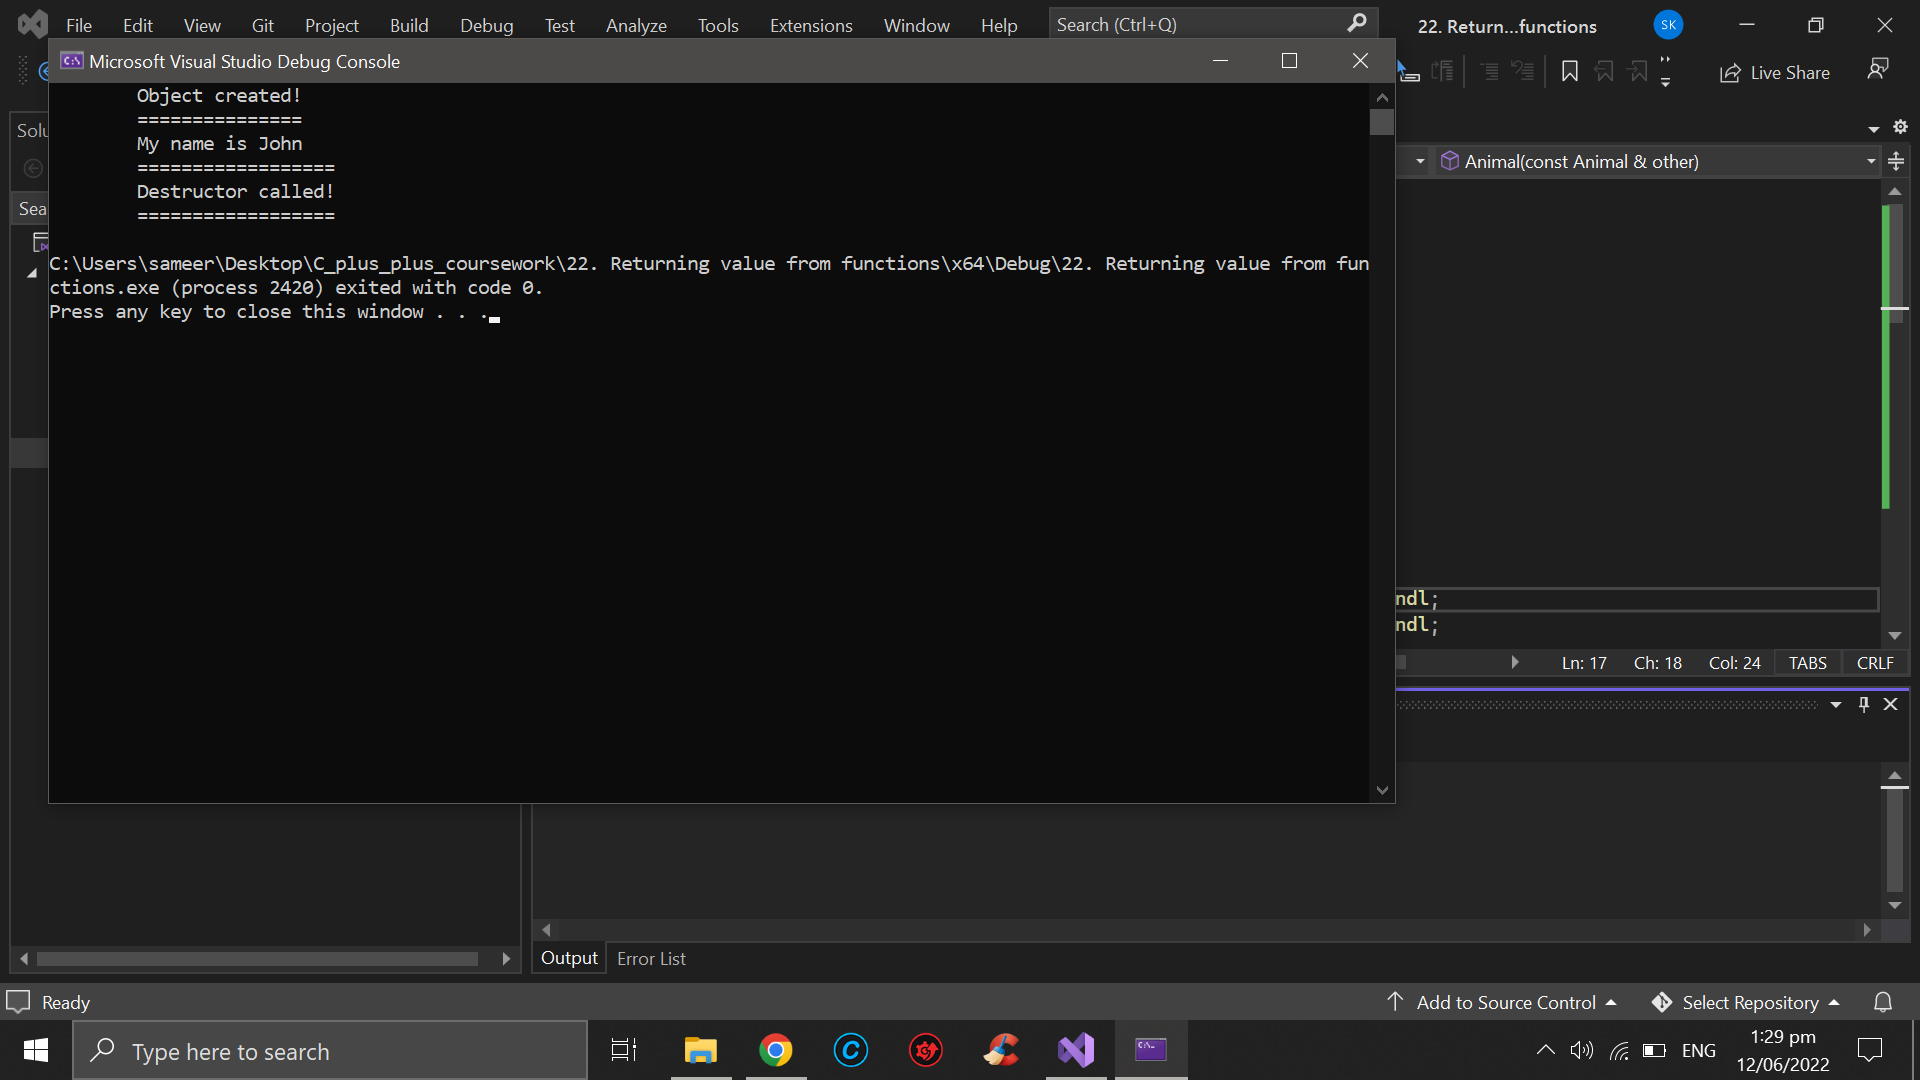 File Edit View Git Project Build Debug Test Analyze Tools Extensions Window Help Search (Ctrl+Q) 22. Return...functions SK
Microsoft Visual Studio Debug Console
Live Share
Object created!
===============
My name is John
==================
Destructor called!
==================
C:\Users\sameer\Desktop\C_plus_plus_coursework\22. Returning value from functions\x64\Debug\22. Returning value from fun
ctions.exe (process 2420) exited with code 0.
Press any key to close this window . . .
Solu
Sea
Animal(const Animal & other)
ndl;
ndl;
Ln: 17 Ch: 18 Col: 24 TABS CRLF
Output Error List
Ready Add to Source Control Select Repository
Type here to search
ENG
1:29 pm
12/06/2022